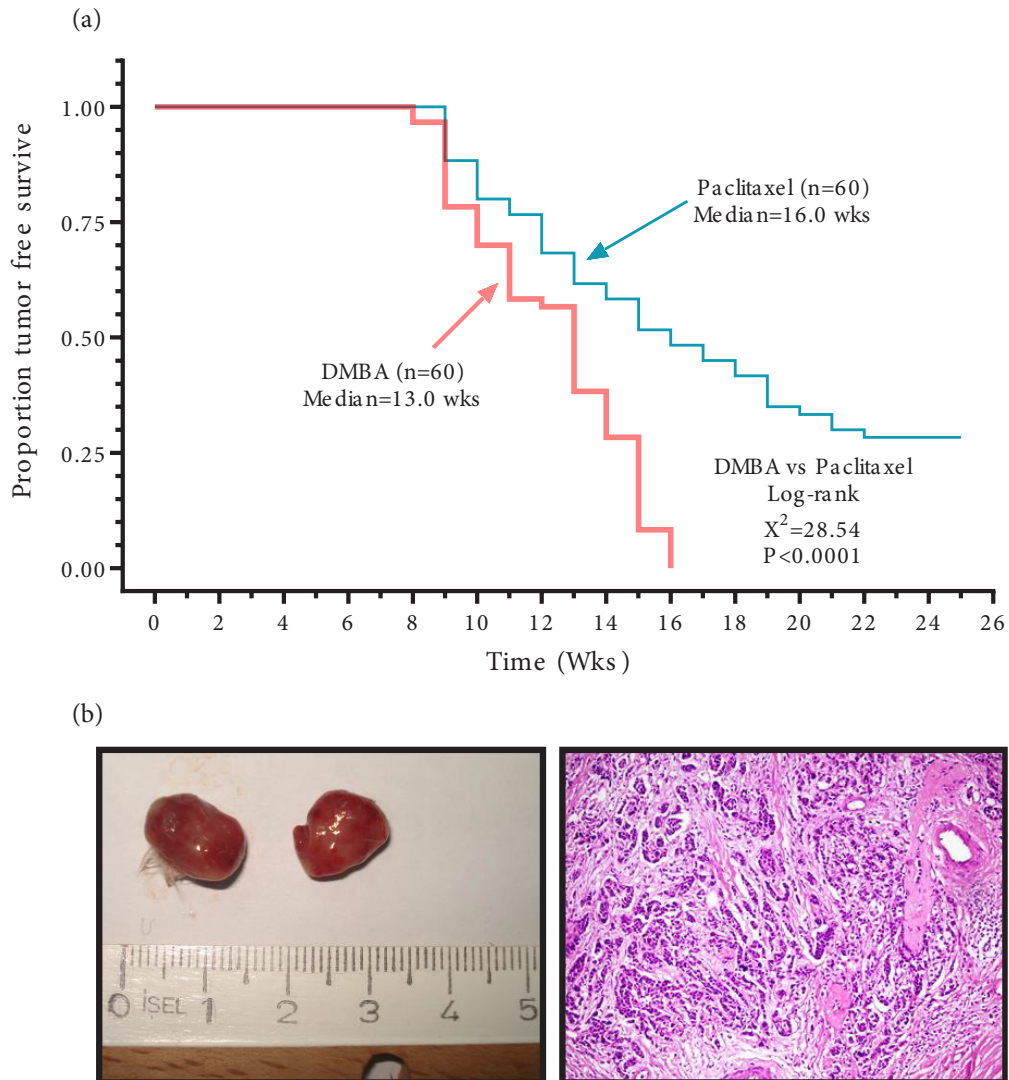 (a)
Proportion tumor free survive
1.00
0.75
0.50
0.25
0.00
Paclitaxel (n=60)
Median=16.0 wks
DMBA (n=60)
Median=13.0 wks
DMBA vs Paclitaxel
Log-rank
X²=28.54
P<0.0001
0 2 4 6 8 10 12 14 16 18 20 22 24 26
Time (Wks)
(b)
0 İSEL 1 2 3 4 5